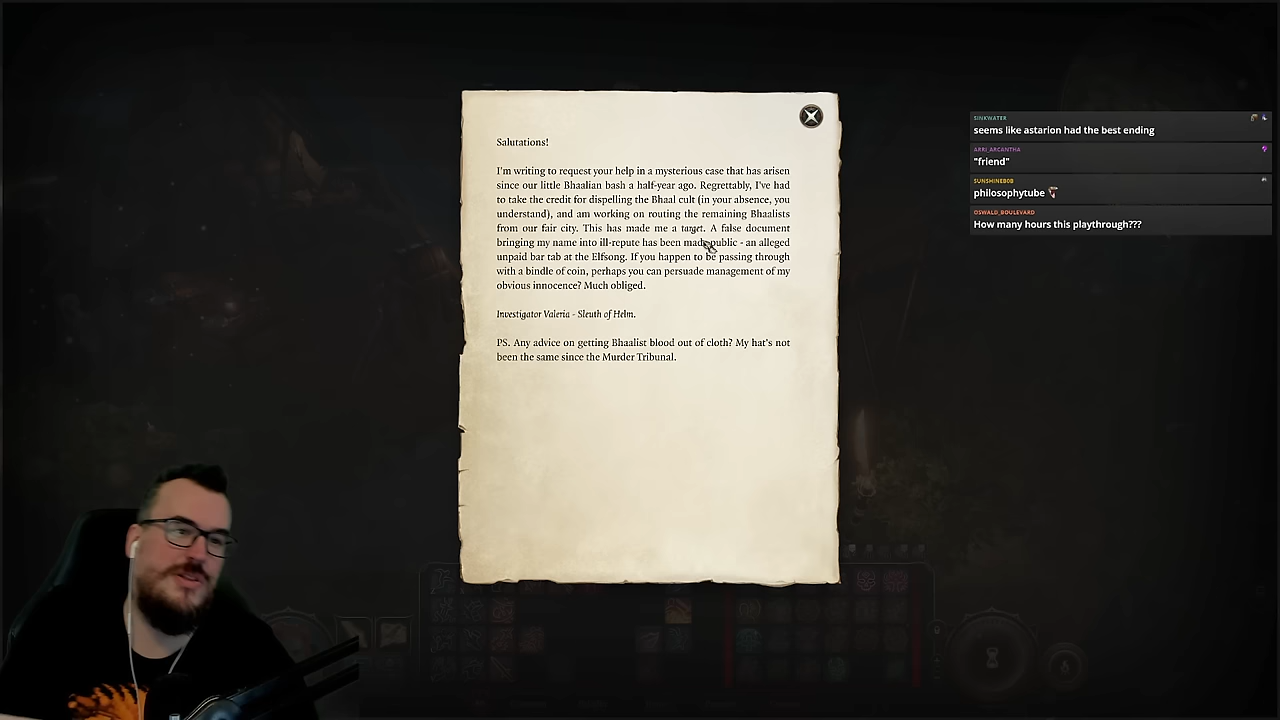 Salutations!
I'm writing to request your help in a mysterious case that has arisen
since our little Bhaalian bash a half-year ago. Regrettably, I've had
to take the credit for dispelling the Bhaal cult (in your absence, you
understand), and am working on routing the remaining Bhaalists
from our fair city. This has made me a target. A false document
bringing my name into ill-repute has been made public - an alleged
unpaid bar tab at the Elfsong. If you happen to be passing through
with a bindle of coin, perhaps you can persuade management of my
obvious innocence? Much obliged.
Investigator Valeria - Sleuth of Helm.
PS. Any advice on getting Bhaalist blood out of cloth? My hat's not
been the same since the Murder Tribunal.
SINKWATER
seems like astarion had the best ending
ARRI_ARCANTHA
"friend"
SUNSHINEB0B
philosophytube
OSWALD_BOULEVARD
How many hours this playthrough???